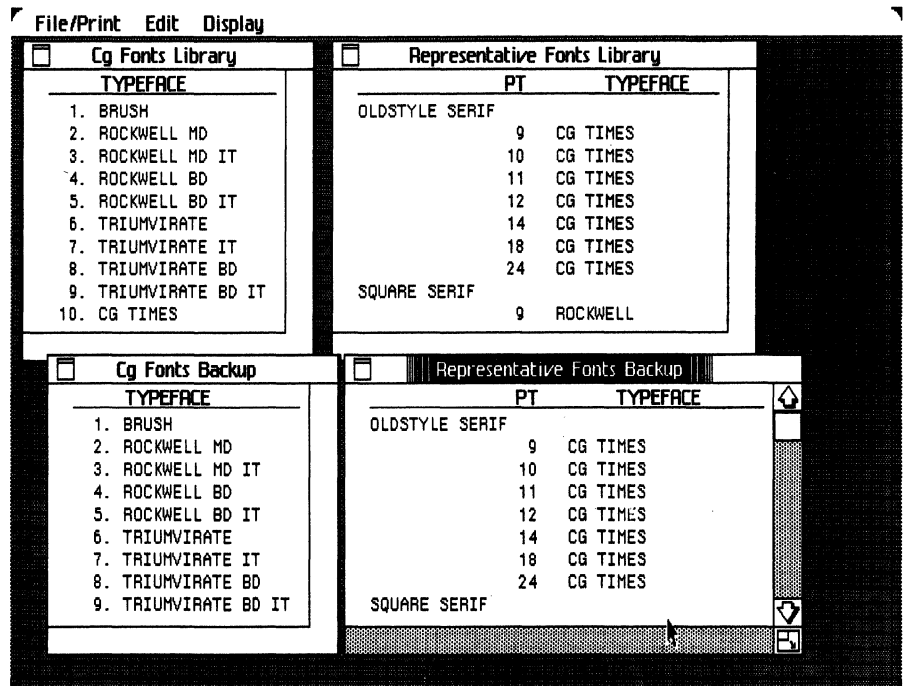 File/Print Edit Display
Cg Fonts Library
TYPEFACE
1. BRUSH
2. ROCKWELL MD
3. ROCKWELL MD IT
4. ROCKWELL BD
5. ROCKWELL BD IT
6. TRIUMVIRATE
7. TRIUMVIRATE IT
8. TRIUMVIRATE BD
9. TRIUMVIRATE BD IT
10. CG TIMES
Representative Fonts Library
PT TYPEFACE
OLDSTYLE SERIF
9 CG TIMES
10 CG TIMES
11 CG TIMES
12 CG TIMES
14 CG TIMES
18 CG TIMES
24 CG TIMES
SQUARE SERIF
9 ROCKWELL
Cg Fonts Backup
TYPEFACE
1. BRUSH
2. ROCKWELL MD
3. ROCKWELL MD IT
4. ROCKWELL BD
5. ROCKWELL BD IT
6. TRIUMVIRATE
7. TRIUMVIRATE IT
8. TRIUMVIRATE BD
9. TRIUMVIRATE BD IT
Representative Fonts Backup
PT TYPEFACE
OLDSTYLE SERIF
9 CG TIMES
10 CG TIMES
11 CG TIMES
12 CG TIMES
14 CG TIMES
18 CG TIMES
24 CG TIMES
SQUARE SERIF